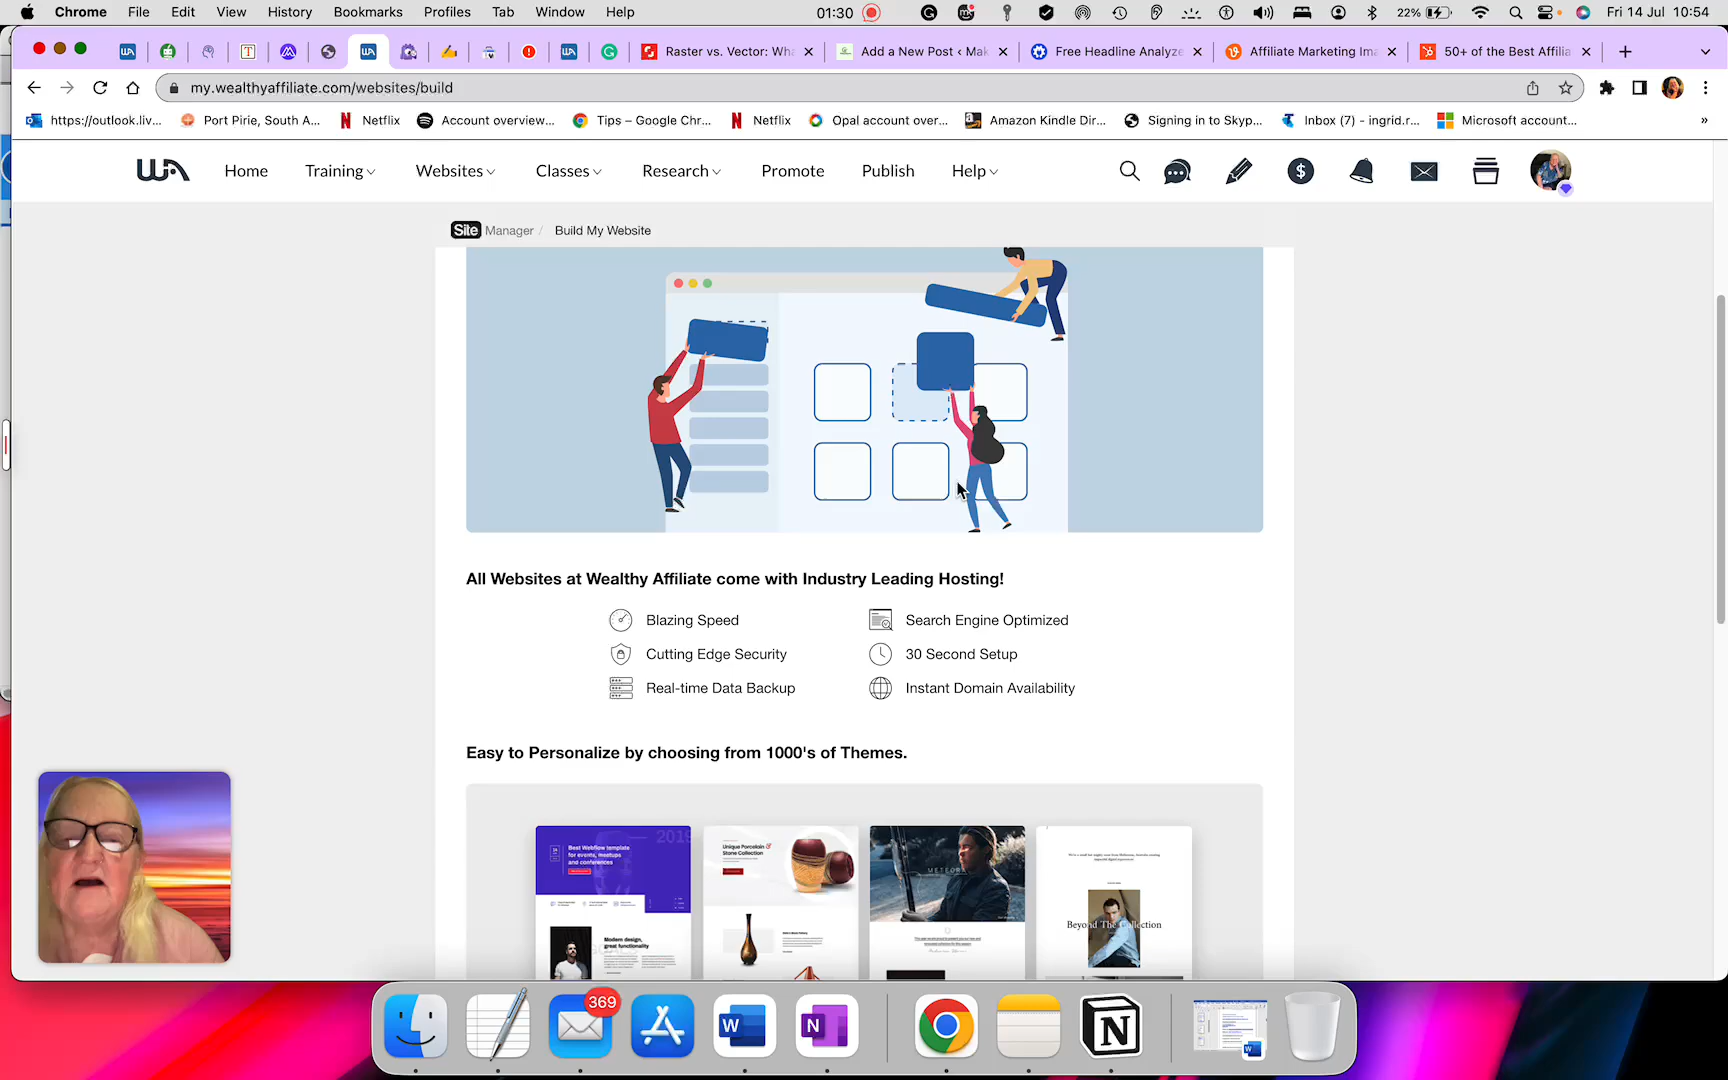 Chrome File Edit View History Bookmarks Profiles Tab Window Help 01:30 22% Fri 14 Jul 10:54
Raster vs. Vector: Wha
Add a New Post ‹ Mak
Free Headline Analyze
Affiliate Marketing Ima
50+ of the Best Affilia
my.wealthyaffiliate.com/websites/build
https://outlook.liv...
Port Pirie, South A...
Netflix
Account overview...
Tips – Google Chr...
Netflix
Opal account over...
Amazon Kindle Dir...
Signing in to Skyp...
Inbox (7) - ingrid.r...
Microsoft account...
»
WA Home Training Websites Classes Research Promote Publish Help
Site Manager / Build My Website
All Websites at Wealthy Affiliate come with Industry Leading Hosting!
Blazing Speed
Search Engine Optimized
Cutting Edge Security
30 Second Setup
Real-time Data Backup
Instant Domain Availability
Easy to Personalize by choosing from 1000's of Themes.
2019
Best Webflow template
for events, meetups
and conferences
Modern design,
great functionality
Unique Porcelain &
Stone Collection
METEOR
Beyond The Collection
369
W
N
N